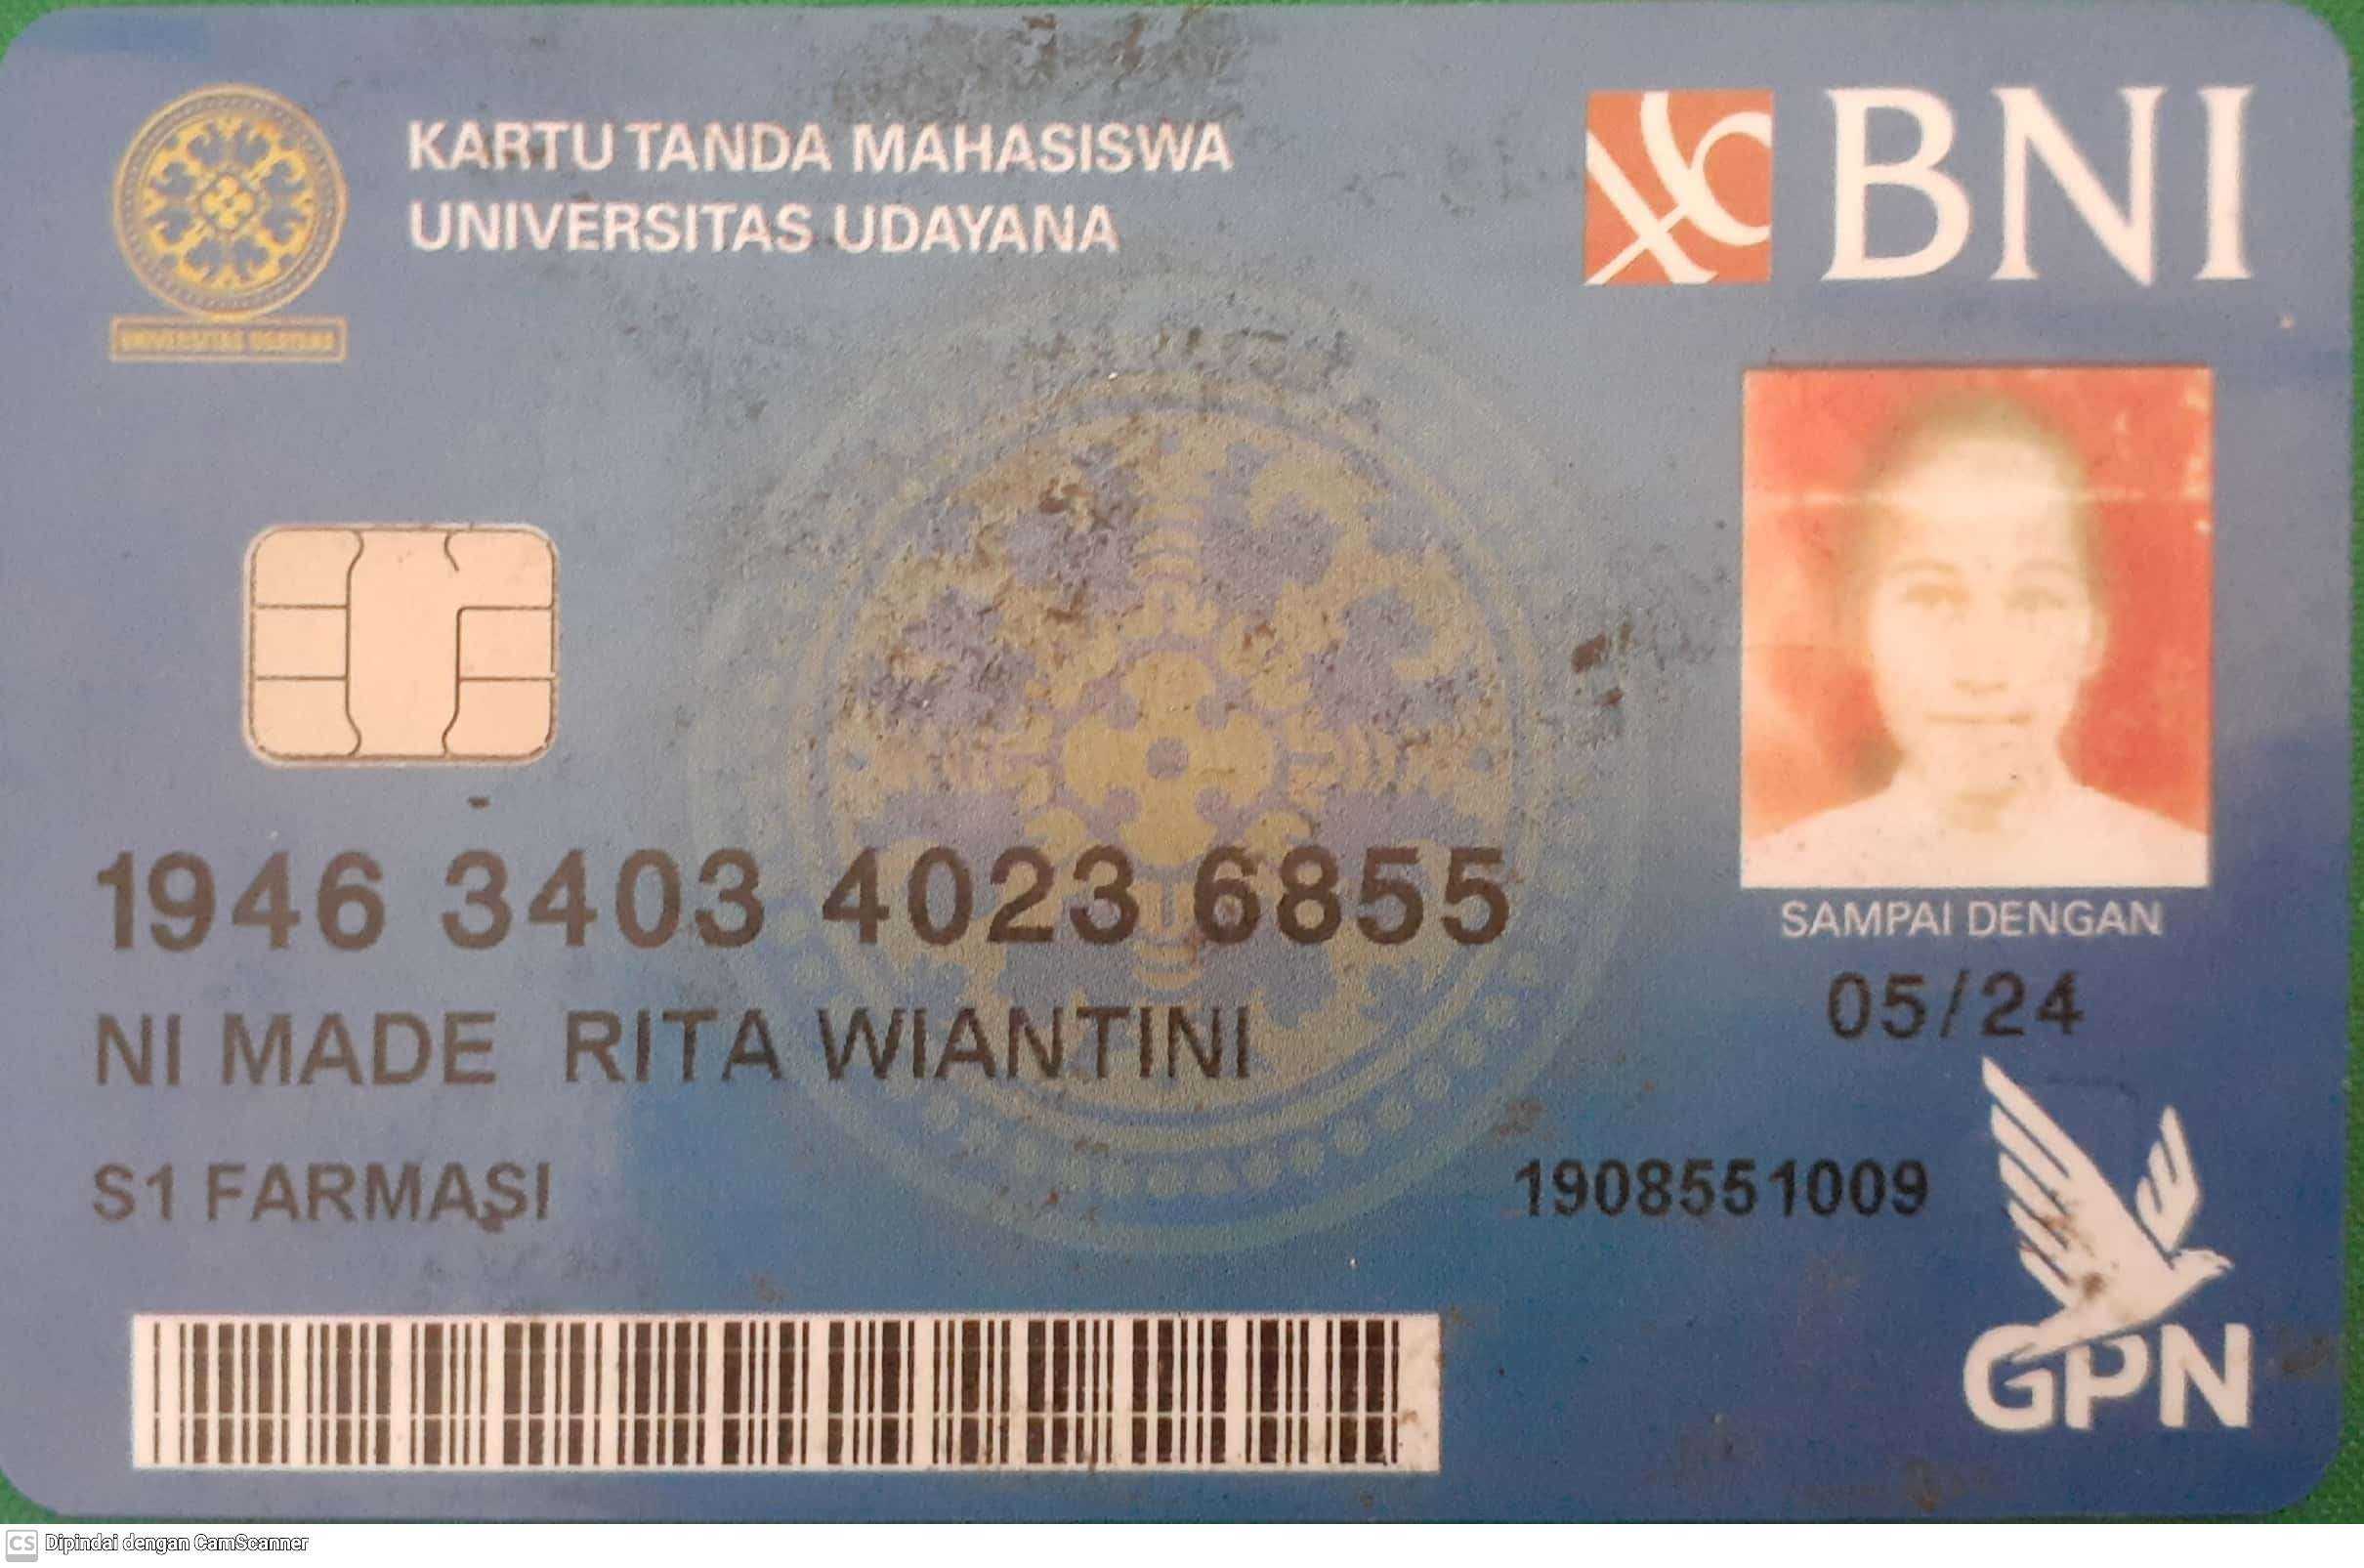 KARTU TANDA MAHASISWA
UNIVERSITAS UDAYANA
BNI
UNIVERSITAS UDAYANA
1946 3403 4023 6855
SAMPAI DENGAN
05/24
NI MADE RITA WIANTINI
S1 FARMASI
1908551009
GPN
CS Dipindai dengan CamScanner